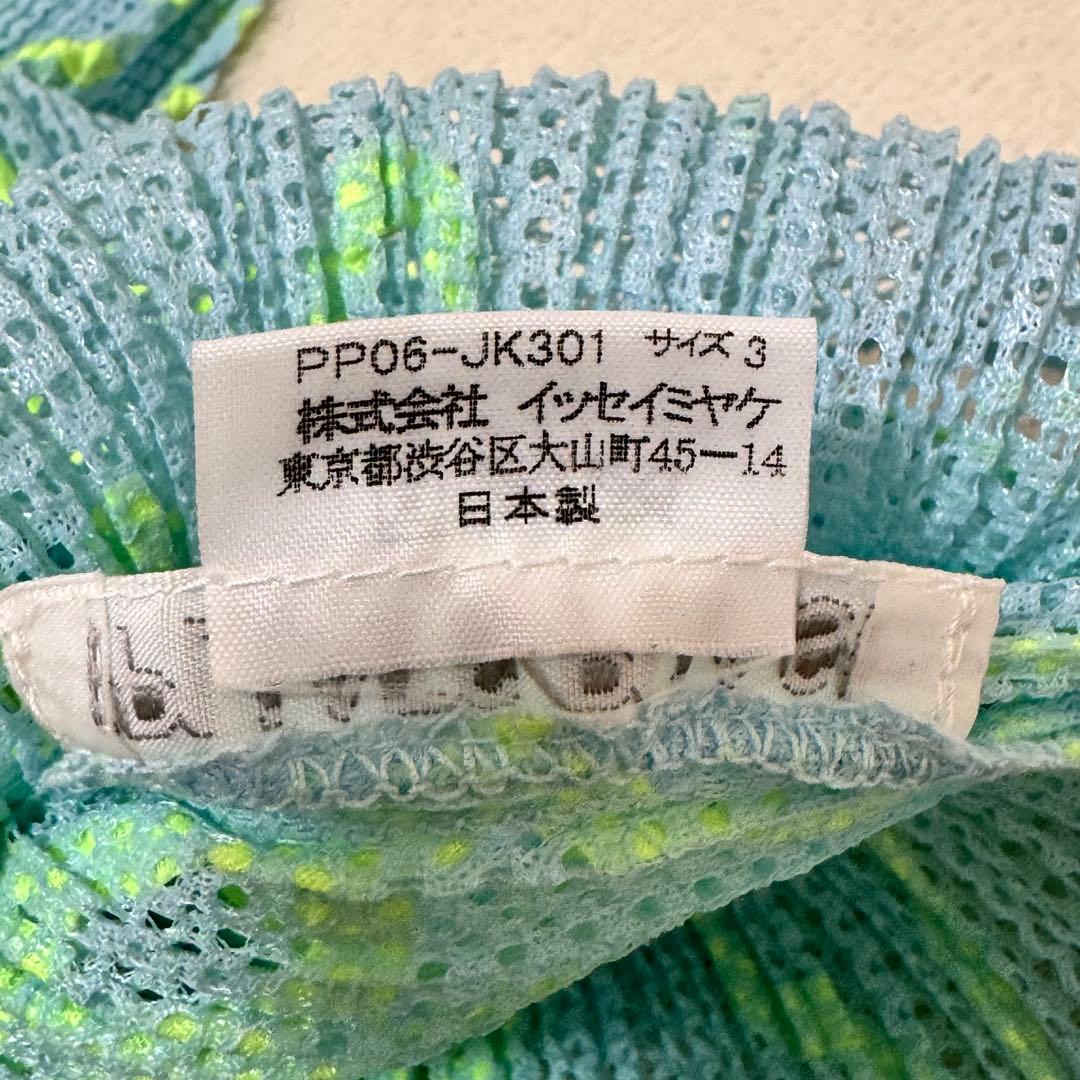 PP06-JK301 サイズ 3
株式会社 イッセイミヤケ
東京都渋谷区大山町45-14
日本製